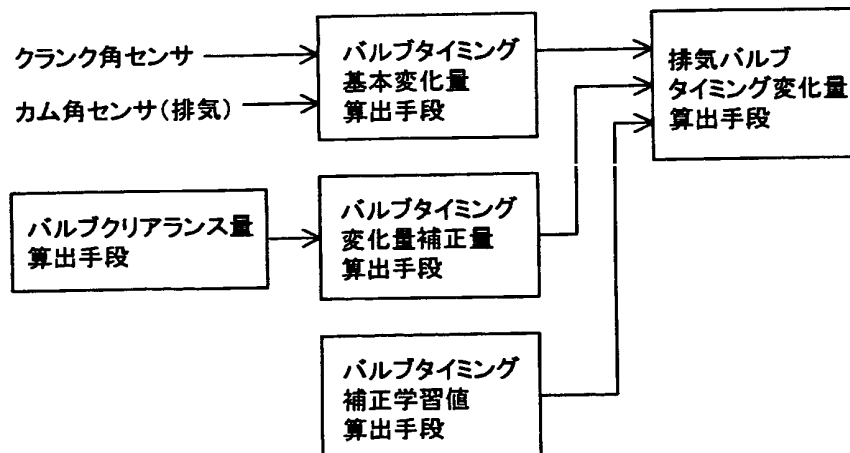 クランク角センサ
カム角センサ(排気)
バルブタイミング
基本変化量
算出手段
排気バルブ
タイミング変化量
算出手段
バルブクリアランス量
算出手段
バルブタイミング
変化量補正量
算出手段
バルブタイミング
補正学習値
算出手段